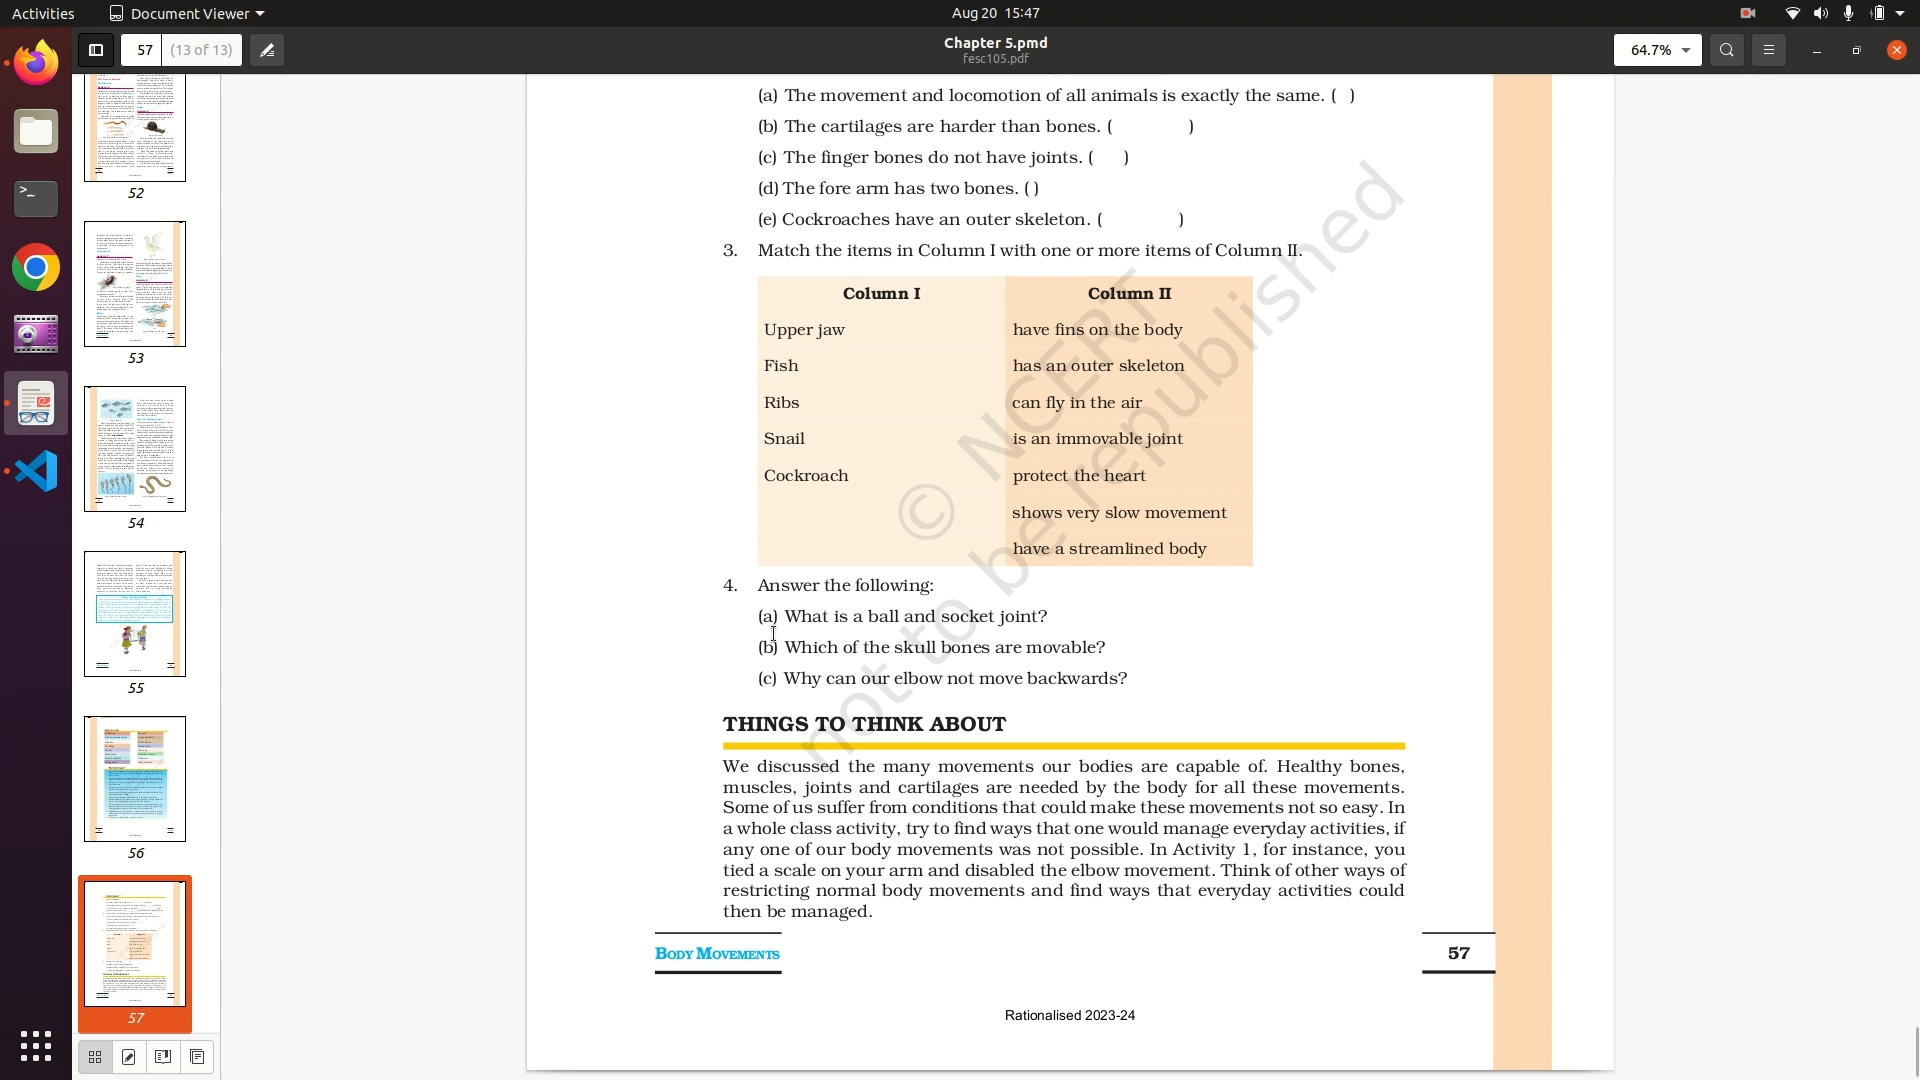 Activities
Document Viewer
Aug 20 15:47
57 (13 of 13)
Chapter 5.pmd
fesc105.pdf
64.7%
52
53
54
55
56
57
(a) The movement and locomotion of all animals is exactly the same. ( )
(b) The cartilages are harder than bones. ( )
(c) The finger bones do not have joints. ( )
(d) The fore arm has two bones. ( )
(e) Cockroaches have an outer skeleton. ( )
3. Match the items in Column I with one or more items of Column II.
Column I Column II
Upper jaw have fins on the body
Fish has an outer skeleton
Ribs can fly in the air
Snail is an immovable joint
Cockroach protect the heart
shows very slow movement
have a streamlined body
4. Answer the following:
(a) What is a ball and socket joint?
(b) Which of the skull bones are movable?
(c) Why can our elbow not move backwards?
THINGS TO THINK ABOUT
We discussed the many movements our bodies are capable of. Healthy bones,
muscles, joints and cartilages are needed by the body for all these movements.
Some of us suffer from conditions that could make these movements not so easy. In
a whole class activity, try to find ways that one would manage everyday activities, if
any one of our body movements was not possible. In Activity 1, for instance, you
tied a scale on your arm and disabled the elbow movement. Think of other ways of
restricting normal body movements and find ways that everyday activities could
then be managed.
BODY MOVEMENTS
57
Rationalised 2023-24
© NCERT
not to be republished